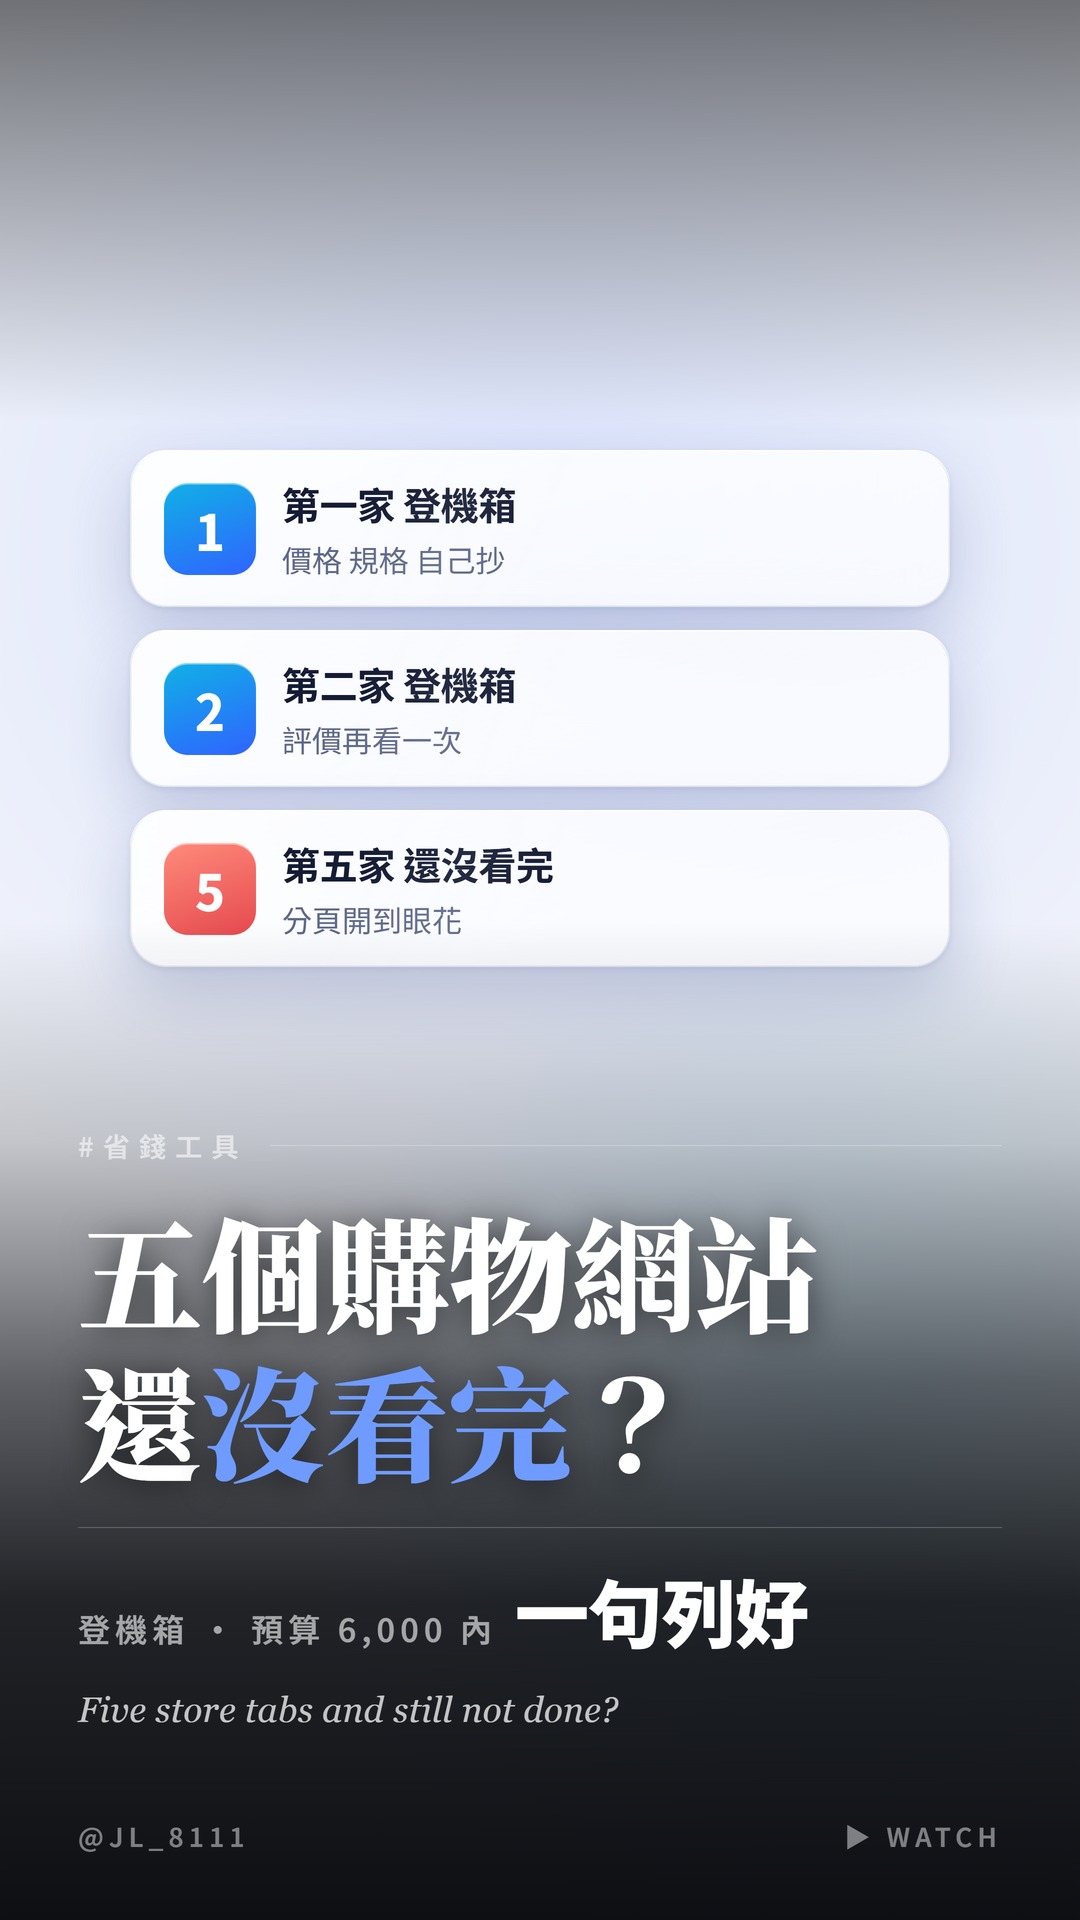 1
第一家 登機箱
價格 規格 自己抄
2
第二家 登機箱
評價再看一次
5
第五家 還沒看完
分頁開到眼花
#省錢工具
五個購物網站
還沒看完？
登機箱 · 預算 6,000 內 一句列好
Five store tabs and still not done?
@JL_8111
▶ WATCH